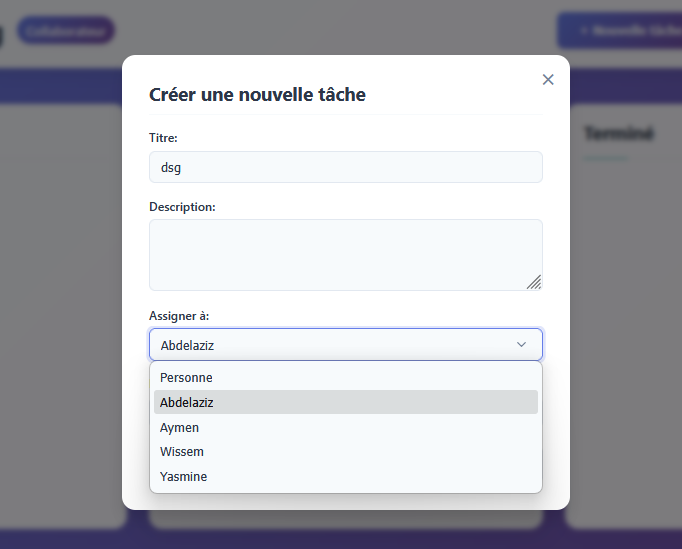 Collaborateur
+ Nouvelle tâche
Créer une nouvelle tâche
Titre:
dsg
Description:
Assigner à:
Abdelaziz
Personne
Abdelaziz
Aymen
Wissem
Yasmine
Terminé